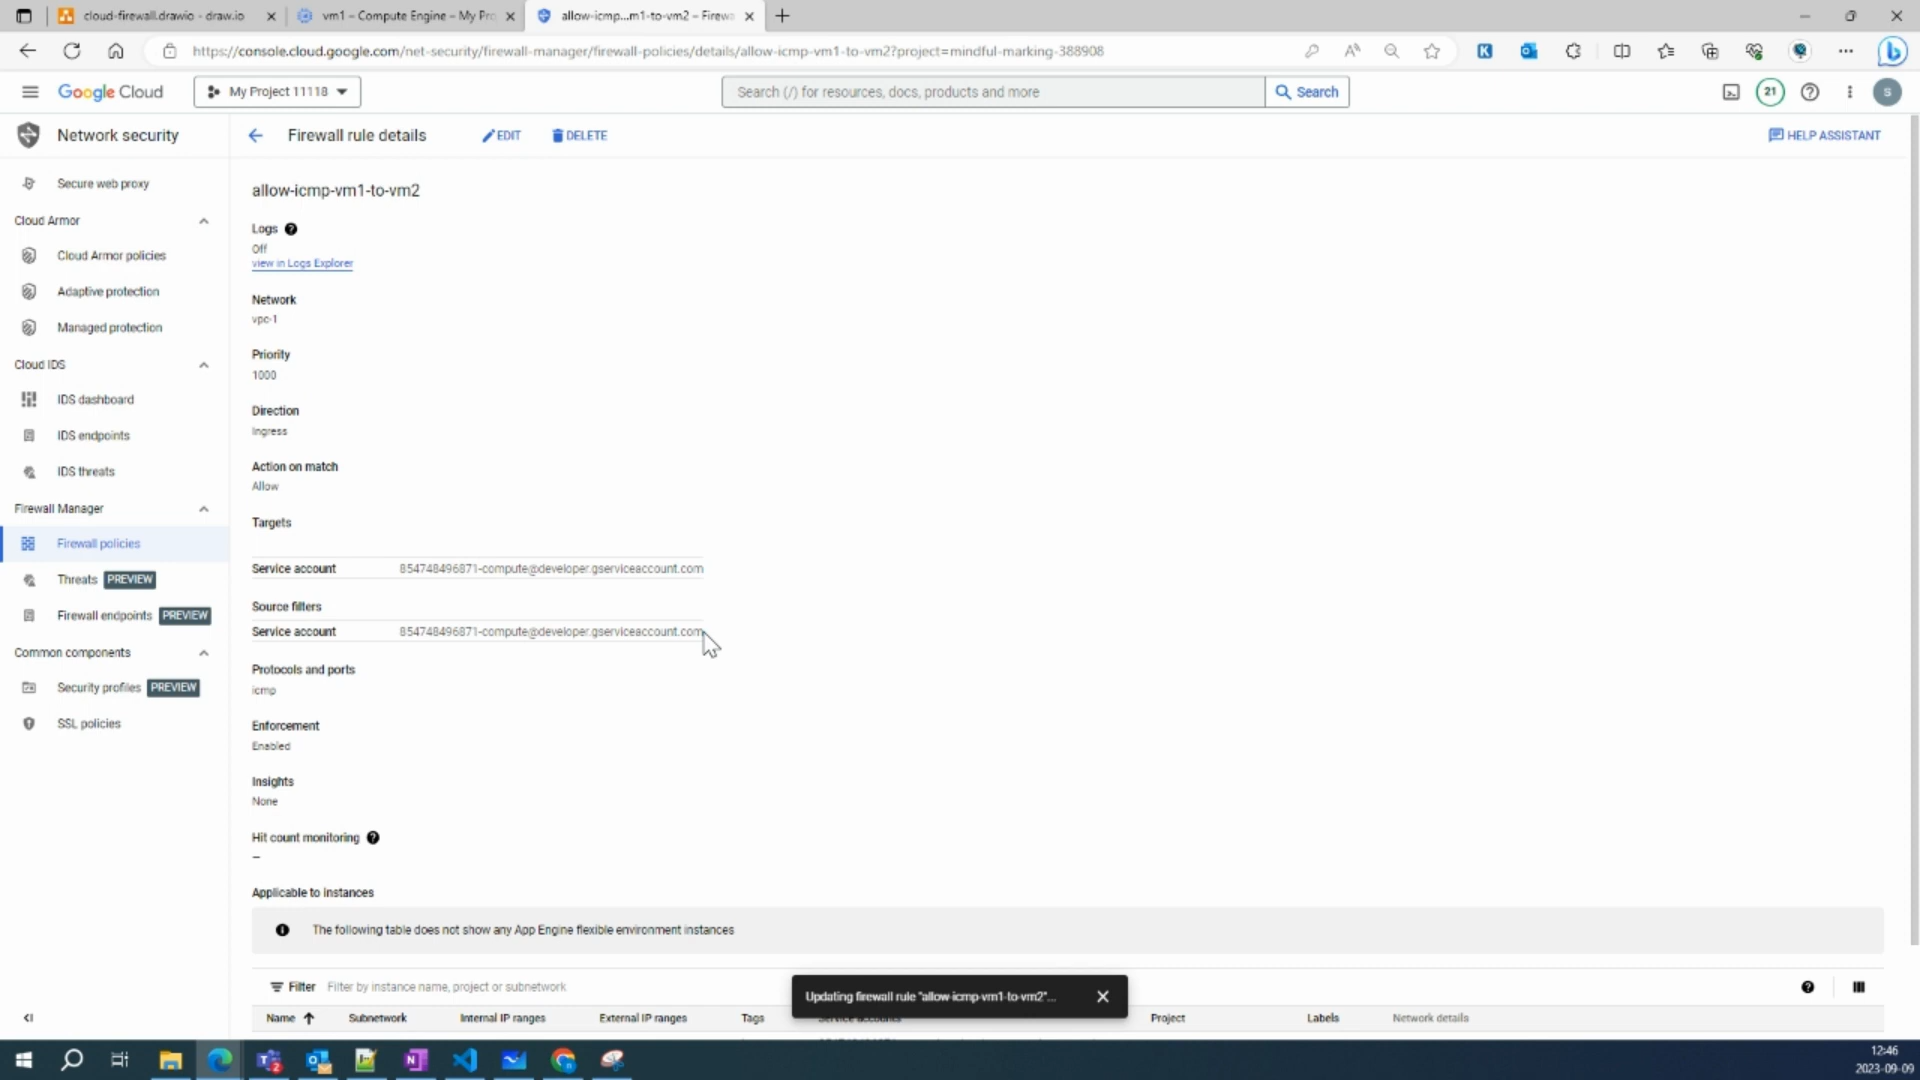 cloud-firewall.drawio - draw.io
vm1 – Compute Engine – My Pro
allow-icmp...m1-to-vm2 – Firewa
https://console.cloud.google.com/net-security/firewall-manager/firewall-policies/details/allow-icmp-vm1-to-vm2?project=mindful-marking-388908
Google Cloud
My Project 11118
Search (/) for resources, docs, products and more
Search
21
S
Network security
Firewall rule details
EDIT
DELETE
HELP ASSISTANT
Secure web proxy
Cloud Armor
Cloud Armor policies
Adaptive protection
Managed protection
Cloud IDS
IDS dashboard
IDS endpoints
IDS threats
Firewall Manager
Firewall policies
Threats PREVIEW
Firewall endpoints PREVIEW
Common components
Security profiles PREVIEW
SSL policies
allow-icmp-vm1-to-vm2
Logs
Off
view in Logs Explorer
Network
vpc-1
Priority
1000
Direction
Ingress
Action on match
Allow
Targets
Service account 854748496871-compute@developer.gserviceaccount.com
Source filters
Service account 854748496871-compute@developer.gserviceaccount.com
Protocols and ports
icmp
Enforcement
Enabled
Insights
None
Hit count monitoring
–
Applicable to instances
The following table does not show any App Engine flexible environment instances
Filter Filter by instance name, project or subnetwork
Updating firewall rule "allow-icmp-vm1-to-vm2"...
Name Subnetwork Internal IP ranges External IP ranges Tags Service accounts Project Labels Network details
12:46
2023-09-09